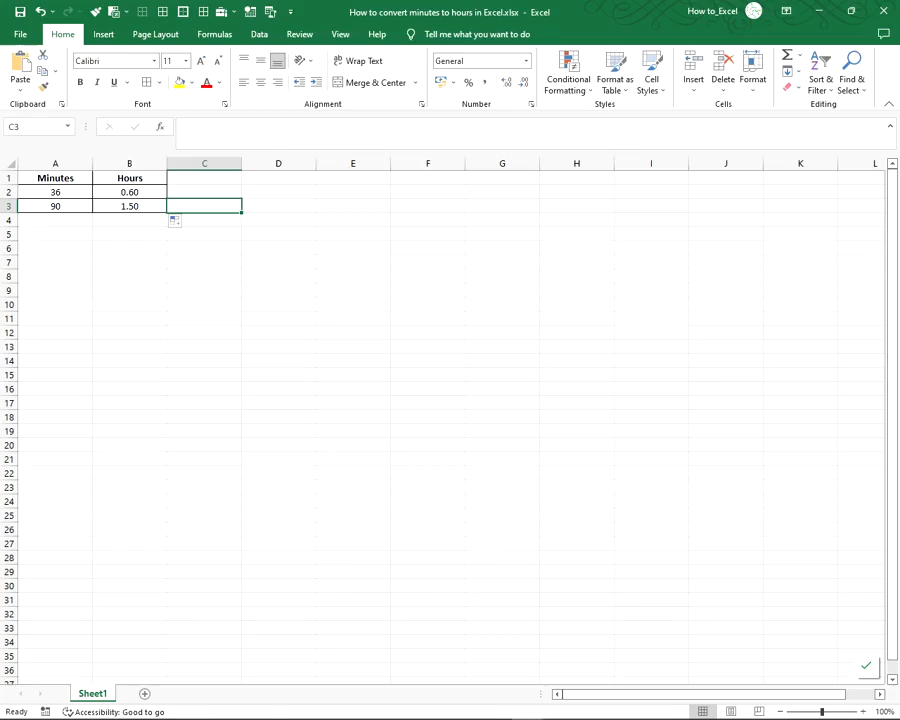 How to convert minutes to hours in Excel.xlsx - Excel
How to_Excel
File Home Insert Page Layout Formulas Data Review View Help Tell me what you want to do
Paste
Clipboard
Calibri 11
B I U
Font
Wrap Text
Merge & Center
Alignment
General
Number
Conditional Formatting
Format as Table
Cell Styles
Styles
Insert Delete Format
Cells
Sort & Filter
Find & Select
Editing
C3
fx
A B C D E F G H I J K L
1 Minutes Hours
2 36 0.60
3 90 1.50
4
5
6
7
8
9
10
11
12
13
14
15
16
17
18
19
20
21
22
23
24
25
26
27
28
29
30
31
32
33
34
35
36
37
Sheet1
Ready Accessibility: Good to go 100%